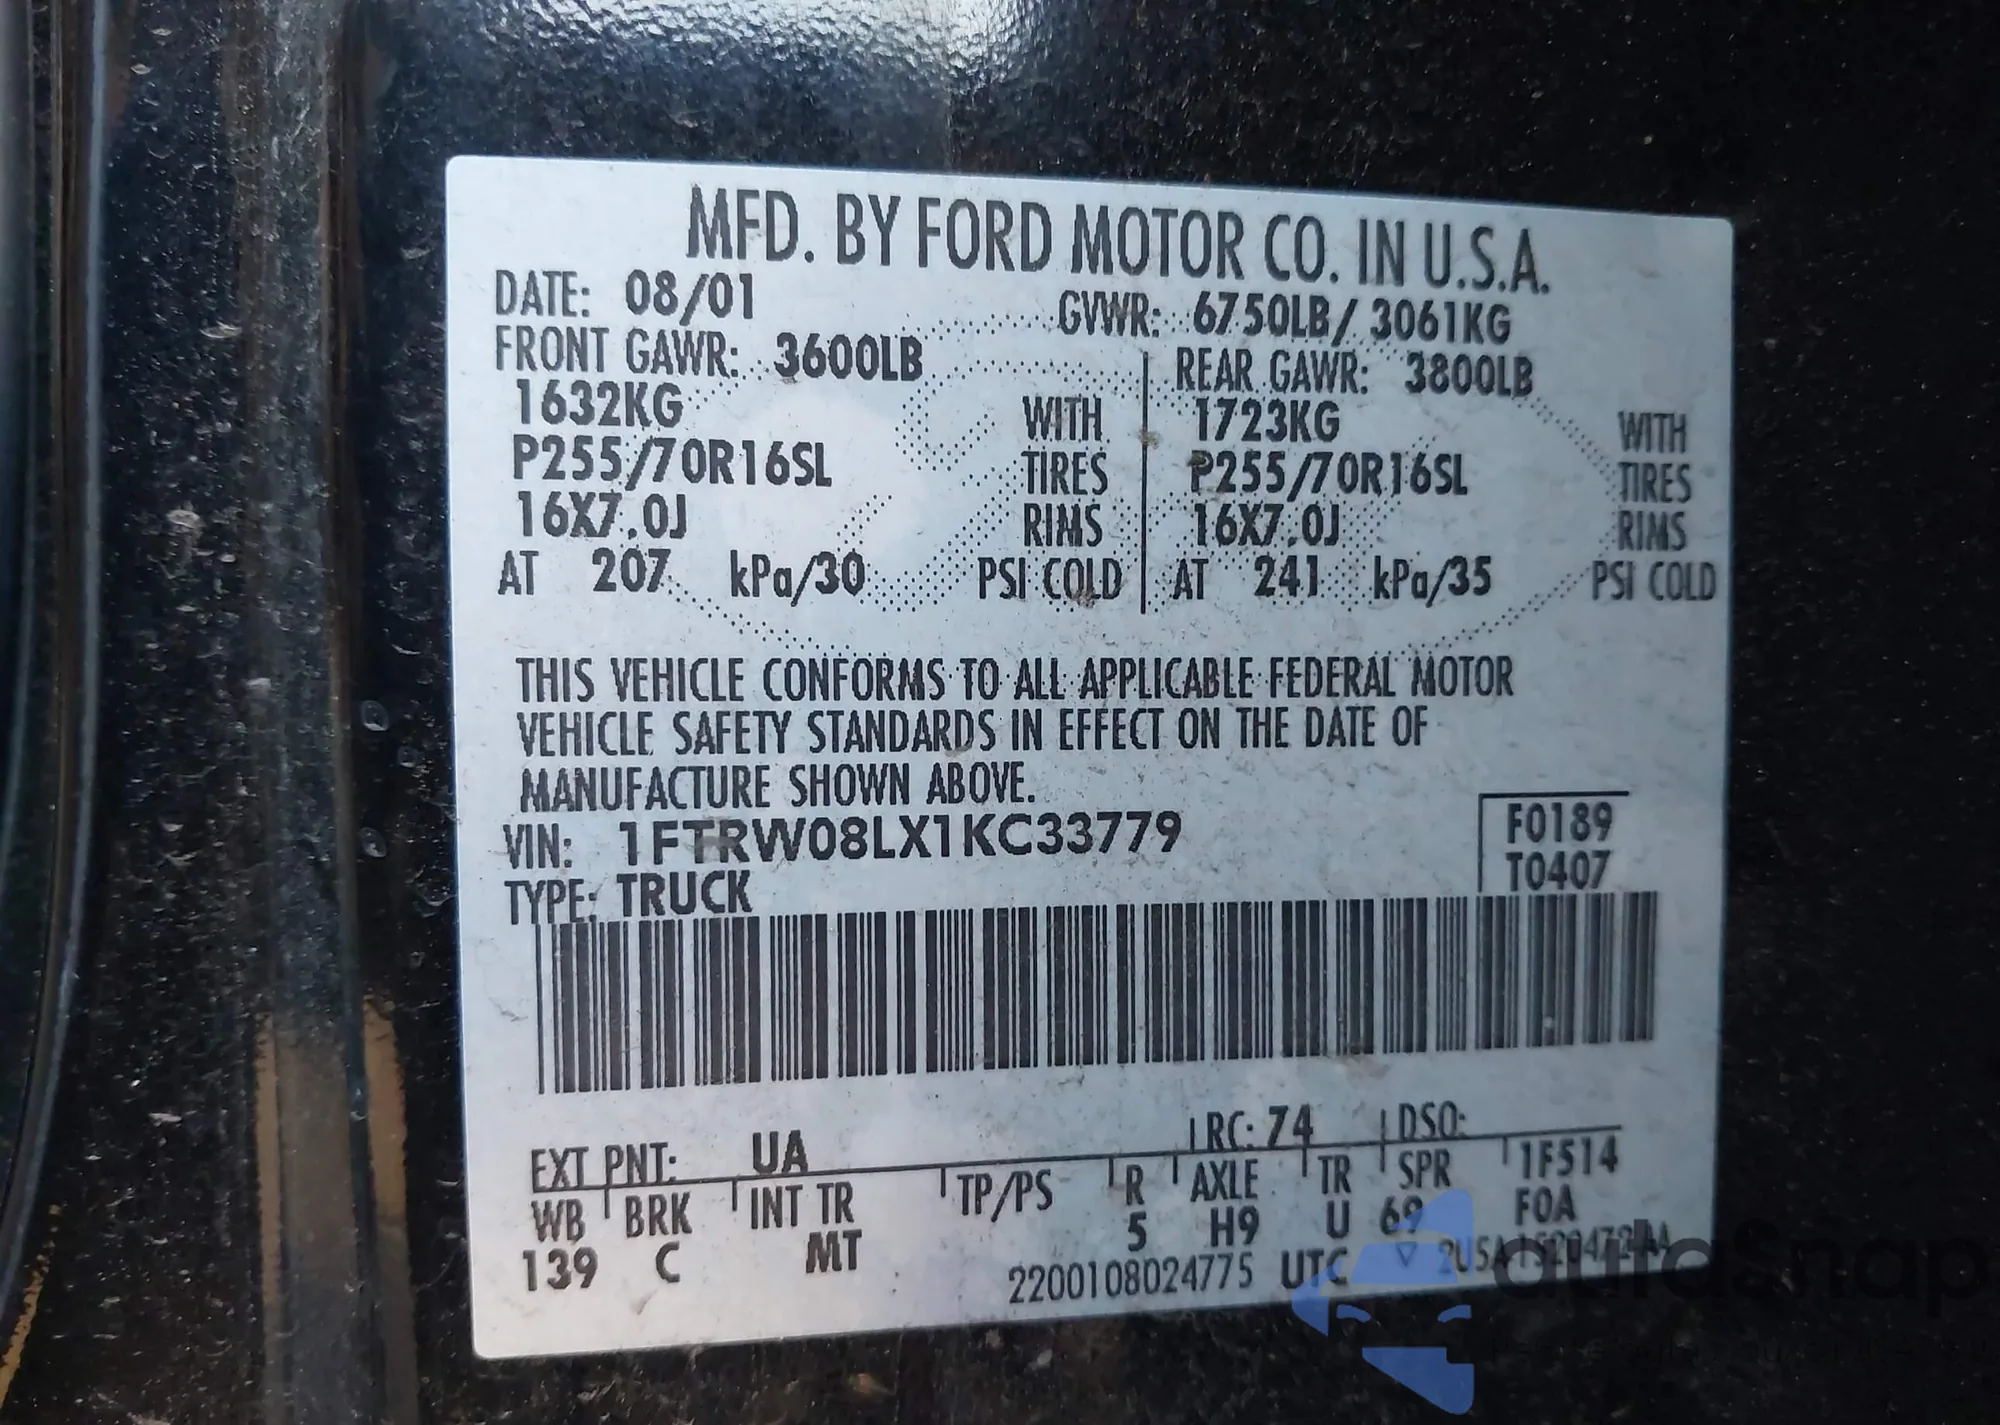 MFD. BY FORD MOTOR CO. IN U.S.A.
DATE: 08/01 GVWR: 6750LB/ 3061KG
FRONT GAWR: 3600LB REAR GAWR: 3800LB
1632KG WITH 1723KG WITH
P255/70R16SL TIRES P255/70R16SL TIRES
16X7.0J RIMS 16X7.0J RIMS
AT 207 kPa/30 PSI COLD AT 241 kPa/35 PSI COLD
THIS VEHICLE CONFORMS TO ALL APPLICABLE FEDERAL MOTOR
VEHICLE SAFETY STANDARDS IN EFFECT ON THE DATE OF
MANUFACTURE SHOWN ABOVE.
VIN: 1FTRW08LX1KC33779 F0189
TYPE: TRUCK T0407
EXT PNT: UA RC: 74 DSO:
WB BRK INT TR TP/PS R AXLE TR SPR 1F514
139 C MT 5 H9 U 69 F0A
2200108024775 UTC ▽
autosnap